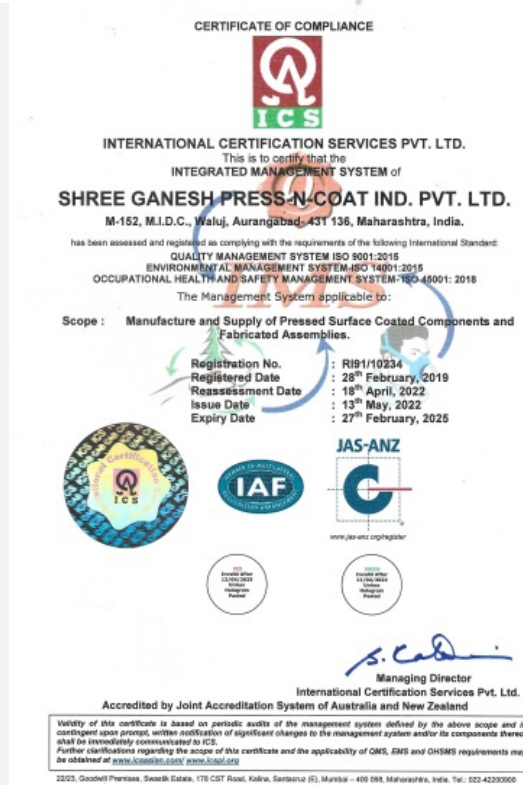 CERTIFICATE OF COMPLIANCE
ICS
INTERNATIONAL CERTIFICATION SERVICES PVT. LTD.
This is to certify that the
INTEGRATED MANAGEMENT SYSTEM of
SHREE GANESH PRESS-N-COAT IND. PVT. LTD.
M-152, M.I.D.C., Waluj, Aurangabad- 431 136, Maharashtra, India.
has been assessed and registered as complying with the requirements of the following International Standard:
QUALITY MANAGEMENT SYSTEM ISO 9001:2015
ENVIRONMENTAL MANAGEMENT SYSTEM-ISO 14001:2015
OCCUPATIONAL HEALTH AND SAFETY MANAGEMENT SYSTEM- ISO 45001: 2018
IMS
The Management System applicable to:
Scope : Manufacture and Supply of Pressed Surface Coated Components and
Fabricated Assemblies.
Registration No. : RI91/10234
Registered Date : 28th February, 2019
Reassessment Date : 18th April, 2022
Issue Date : 13th May, 2022
Expiry Date : 27th February, 2025
ICS
IAF
JAS-ANZ
www.jas-anz.org/register
Invalid After
Unless
Hologram
Pasted
Invalid After
Unless
Hologram
Pasted
Managing Director
International Certification Services Pvt. Ltd.
Accredited by Joint Accreditation System of Australia and New Zealand
Validity of this certificate is based on periodic audits of the management system defined by the above scope and
contingent upon prompt, written notification of significant changes to the management system and/or its components
shall be immediately communicated to ICS.
Further clarifications regarding the scope of this certificate and the applicability of QMS, EMS and OHSMS requirements may
be obtained at www.icsasian.com/ www.icspl.org
22/23, Goodwill Premises, Swastik Estate, 178 CST Road, Kalina, Santacruz (E), Mumbai – 400 098, Maharashtra, India. Tel.: 022-42200900